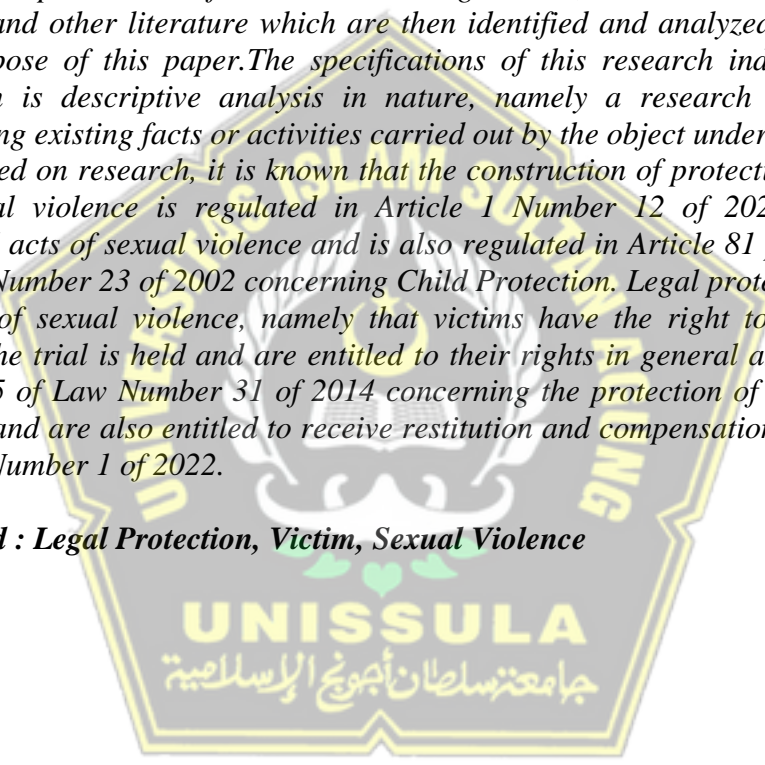 and other literature which are then identified and analyzed
pose of this paper.The specifications of this research ind
is descriptive analysis in nature, namely a research
ng existing facts or activities carried out by the object under
ed on research, it is known that the construction of protecti
al violence is regulated in Article 1 Number 12 of 202
acts of sexual violence and is also regulated in Article 81
Number 23 of 2002 concerning Child Protection. Legal prote
of sexual violence, namely that victims have the right to
he trial is held and are entitled to their rights in general a
5 of Law Number 31 of 2014 concerning the protection of
and are also entitled to receive restitution and compensation
Number 1 of 2022.
d : Legal Protection, Victim, Sexual Violence
UNIVERSITAS ISLAM SULTAN AGUNG
UNISSULA
جامعتنسلطان أجونج الإسلامية